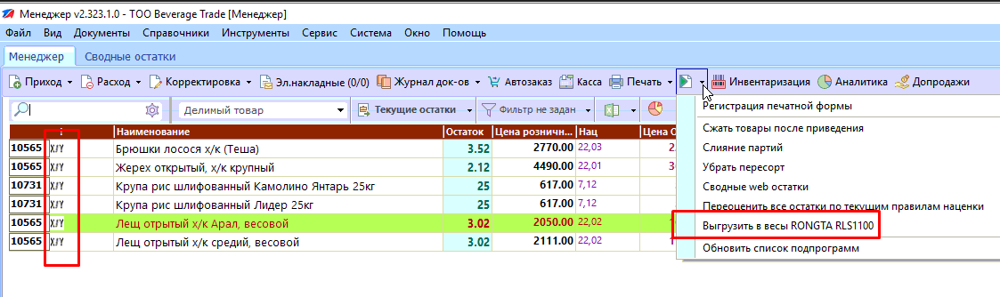 Менеджер v2.323.1.0 - TOO Beverage Trade [Менеджер]
Файл Вид Документы Справочники Инструменты Сервис Система Окно Помощь
Менеджер Сводные остатки
Приход Расход Корректировка Эл.накладные (0/0) Журнал док-ов Автозаказ Касса Печать Инвентаризация Аналитика Допродажи
Делимый товар Текущие остатки Фильтр не задан
Регистрация печатной формы
Сжать товары после приведения
Слияние партий
Убрать пересорт
Сводные web остатки
Переоценить все остатки по текущим правилам наценки
Выгрузить в весы RONGTA RLS1100
Обновить список подпрограмм
Наименование Остаток Цена розничн... Нац Цена О
10565 X/Y Брюшки лосося х/к (Теша) 3.52 2770.00 22,03 2
10565 X/Y Жерех открытый, х/к крупный 2.12 4490.00 22,01 3
10731 X/Y Крупа рис шлифованный Камолино Янтарь 25кг 25 617.00 7,12
10731 X/Y Крупа рис шлифованный Лидер 25кг 25 617.00 7,12
10565 X/Y Лещ отрытый х/к Арал, весовой 3.02 2050.00 22,02 1
10565 X/Y Лещ отрытый х/к средий, весовой 3.02 2111.00 22,02 1